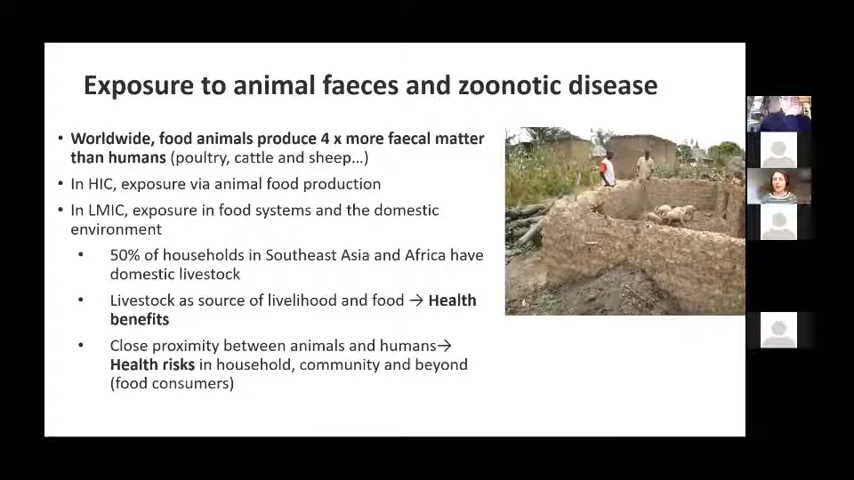 Exposure to animal faeces and zoonotic disease
• Worldwide, food animals produce 4 x more faecal matter
than humans (poultry, cattle and sheep...)
• In HIC, exposure via animal food production
• In LMIC, exposure in food systems and the domestic
environment
• 50% of households in Southeast Asia and Africa have
domestic livestock
• Livestock as source of livelihood and food → Health
benefits
• Close proximity between animals and humans→
Health risks in household, community and beyond
(food consumers)